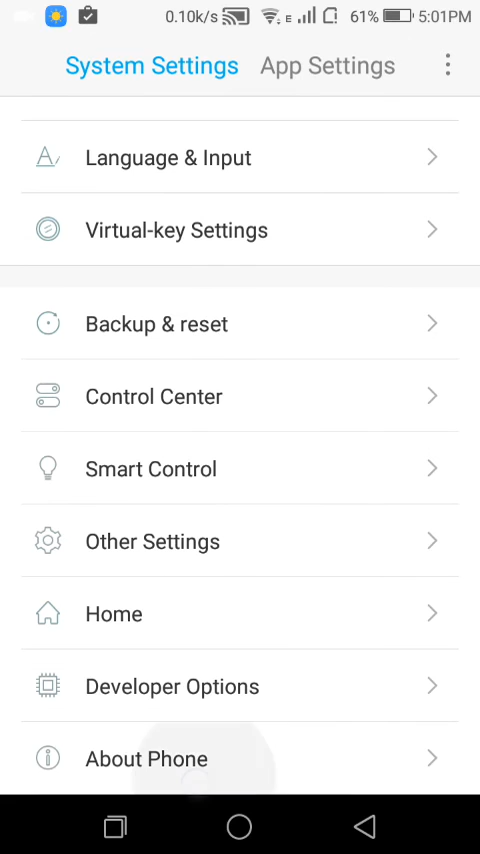 0.10k/s E 61% 5:01PM
System Settings App Settings
Language & Input
Virtual-key Settings
Backup & reset
Control Center
Smart Control
Other Settings
Home
Developer Options
About Phone